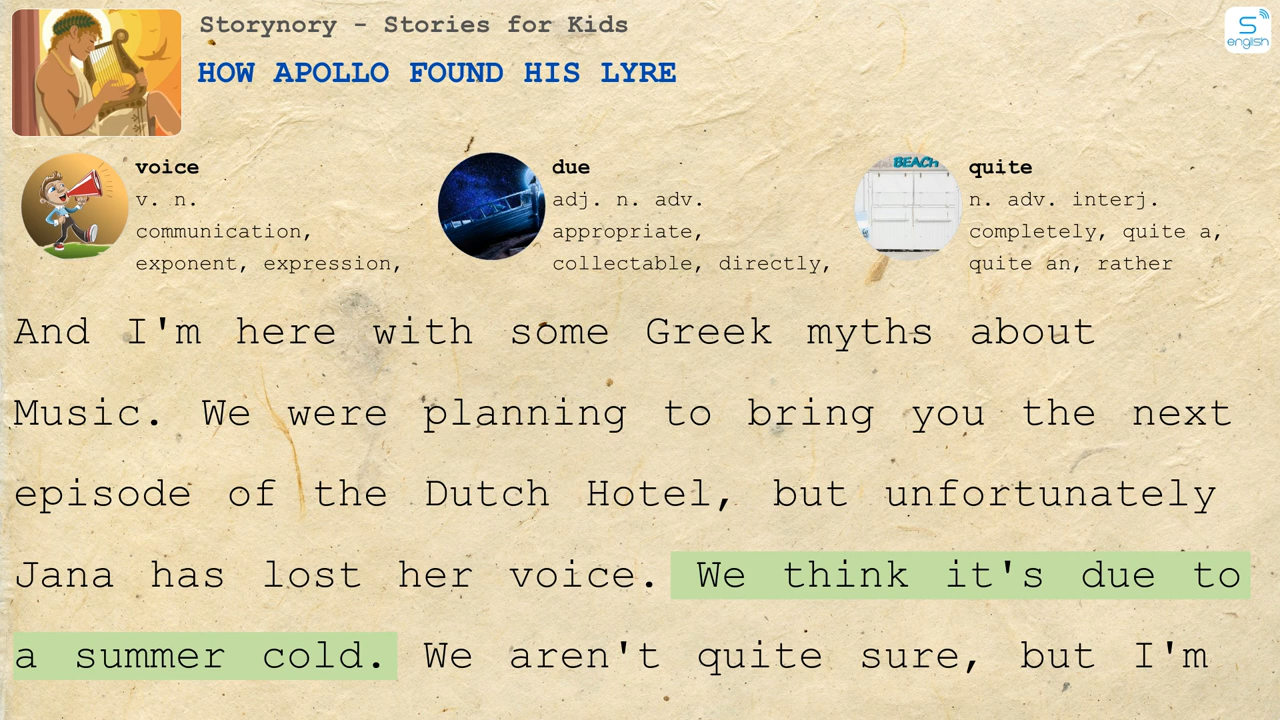 Storynory - Stories for Kids
HOW APOLLO FOUND HIS LYRE
S
english
voice
v. n.
communication,
exponent, expression,
due
adj. n. adv.
appropriate,
collectable, directly,
BEACH
quite
n. adv. interj.
completely, quite a,
quite an, rather
And I'm here with some Greek myths about
Music. We were planning to bring you the next
episode of the Dutch Hotel, but unfortunately
Jana has lost her voice. We think it's due to
a summer cold. We aren't quite sure, but I'm